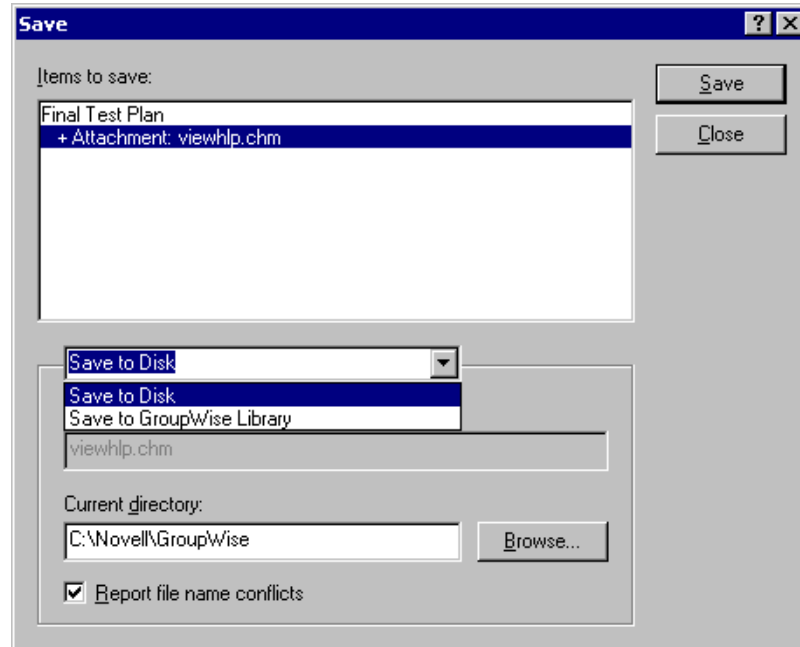 Save
Items to save:
Save
Final Test Plan
+ Attachment: viewhlp.chm
Close
Save to Disk
Save to Disk
Save to GroupWise Library
viewhlp.chm
Current directory:
C:\Novell\GroupWise
Browse...
Report file name conflicts